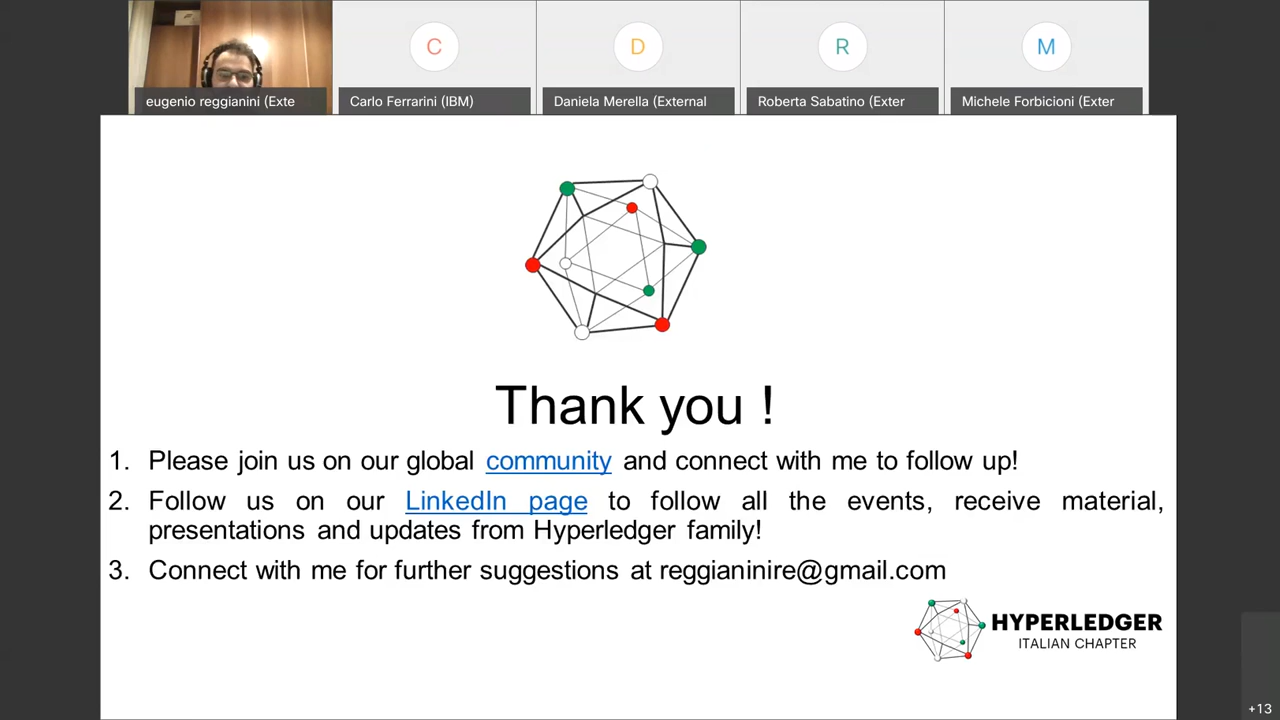 C
D
R
M
eugenio reggianini (Exte
Carlo Ferrarini (IBM)
Daniela Merella (External
Roberta Sabatino (Exter
Michele Forbicioni (Exter
Thank you !
1. Please join us on our global community and connect with me to follow up!
2. Follow us on our LinkedIn page to follow all the events, receive material,
presentations and updates from Hyperledger family!
3. Connect with me for further suggestions at reggianinire@gmail.com
HYPERLEDGER
ITALIAN CHAPTER
+13